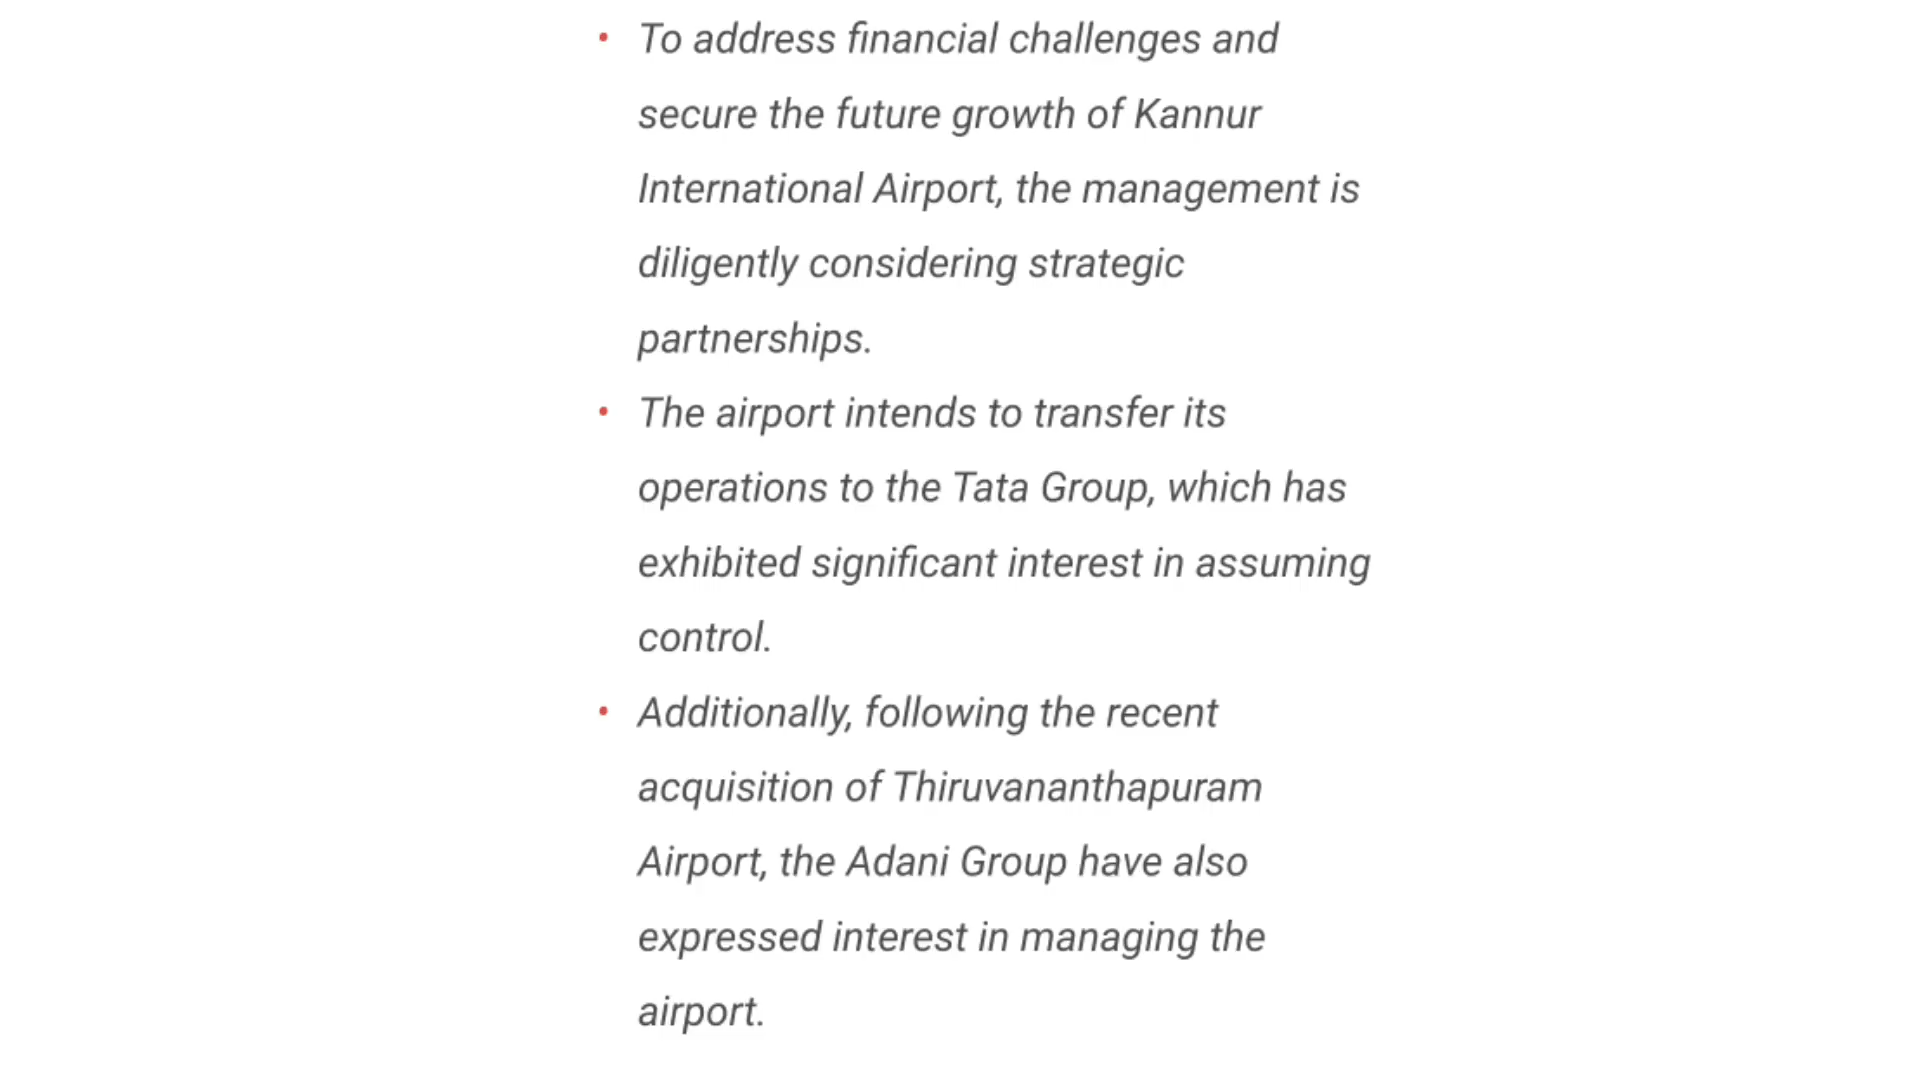 • To address financial challenges and
secure the future growth of Kannur
International Airport, the management is
diligently considering strategic
partnerships.
• The airport intends to transfer its
operations to the Tata Group, which has
exhibited significant interest in assuming
control.
• Additionally, following the recent
acquisition of Thiruvananthapuram
Airport, the Adani Group have also
expressed interest in managing the
airport.